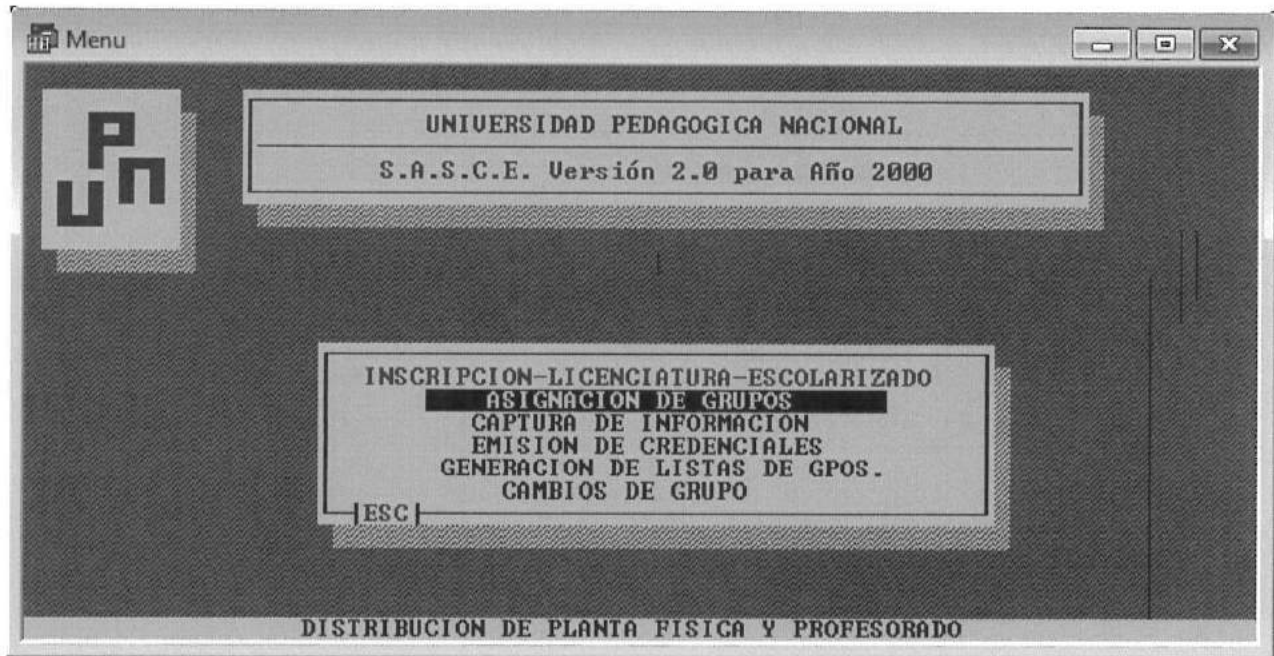 Menu
UPN
UNIVERSIDAD PEDAGOGICA NACIONAL
S.A.S.C.E. Versión 2.0 para Año 2000
INSCRIPCION-LICENCIATURA-ESCOLARIZADO
ASIGNACION DE GRUPOS
CAPTURA DE INFORMACION
EMISION DE CREDENCIALES
GENERACION DE LISTAS DE GPOS.
CAMBIOS DE GRUPO
ESC
DISTRIBUCION DE PLANTA FISICA Y PROFESORADO